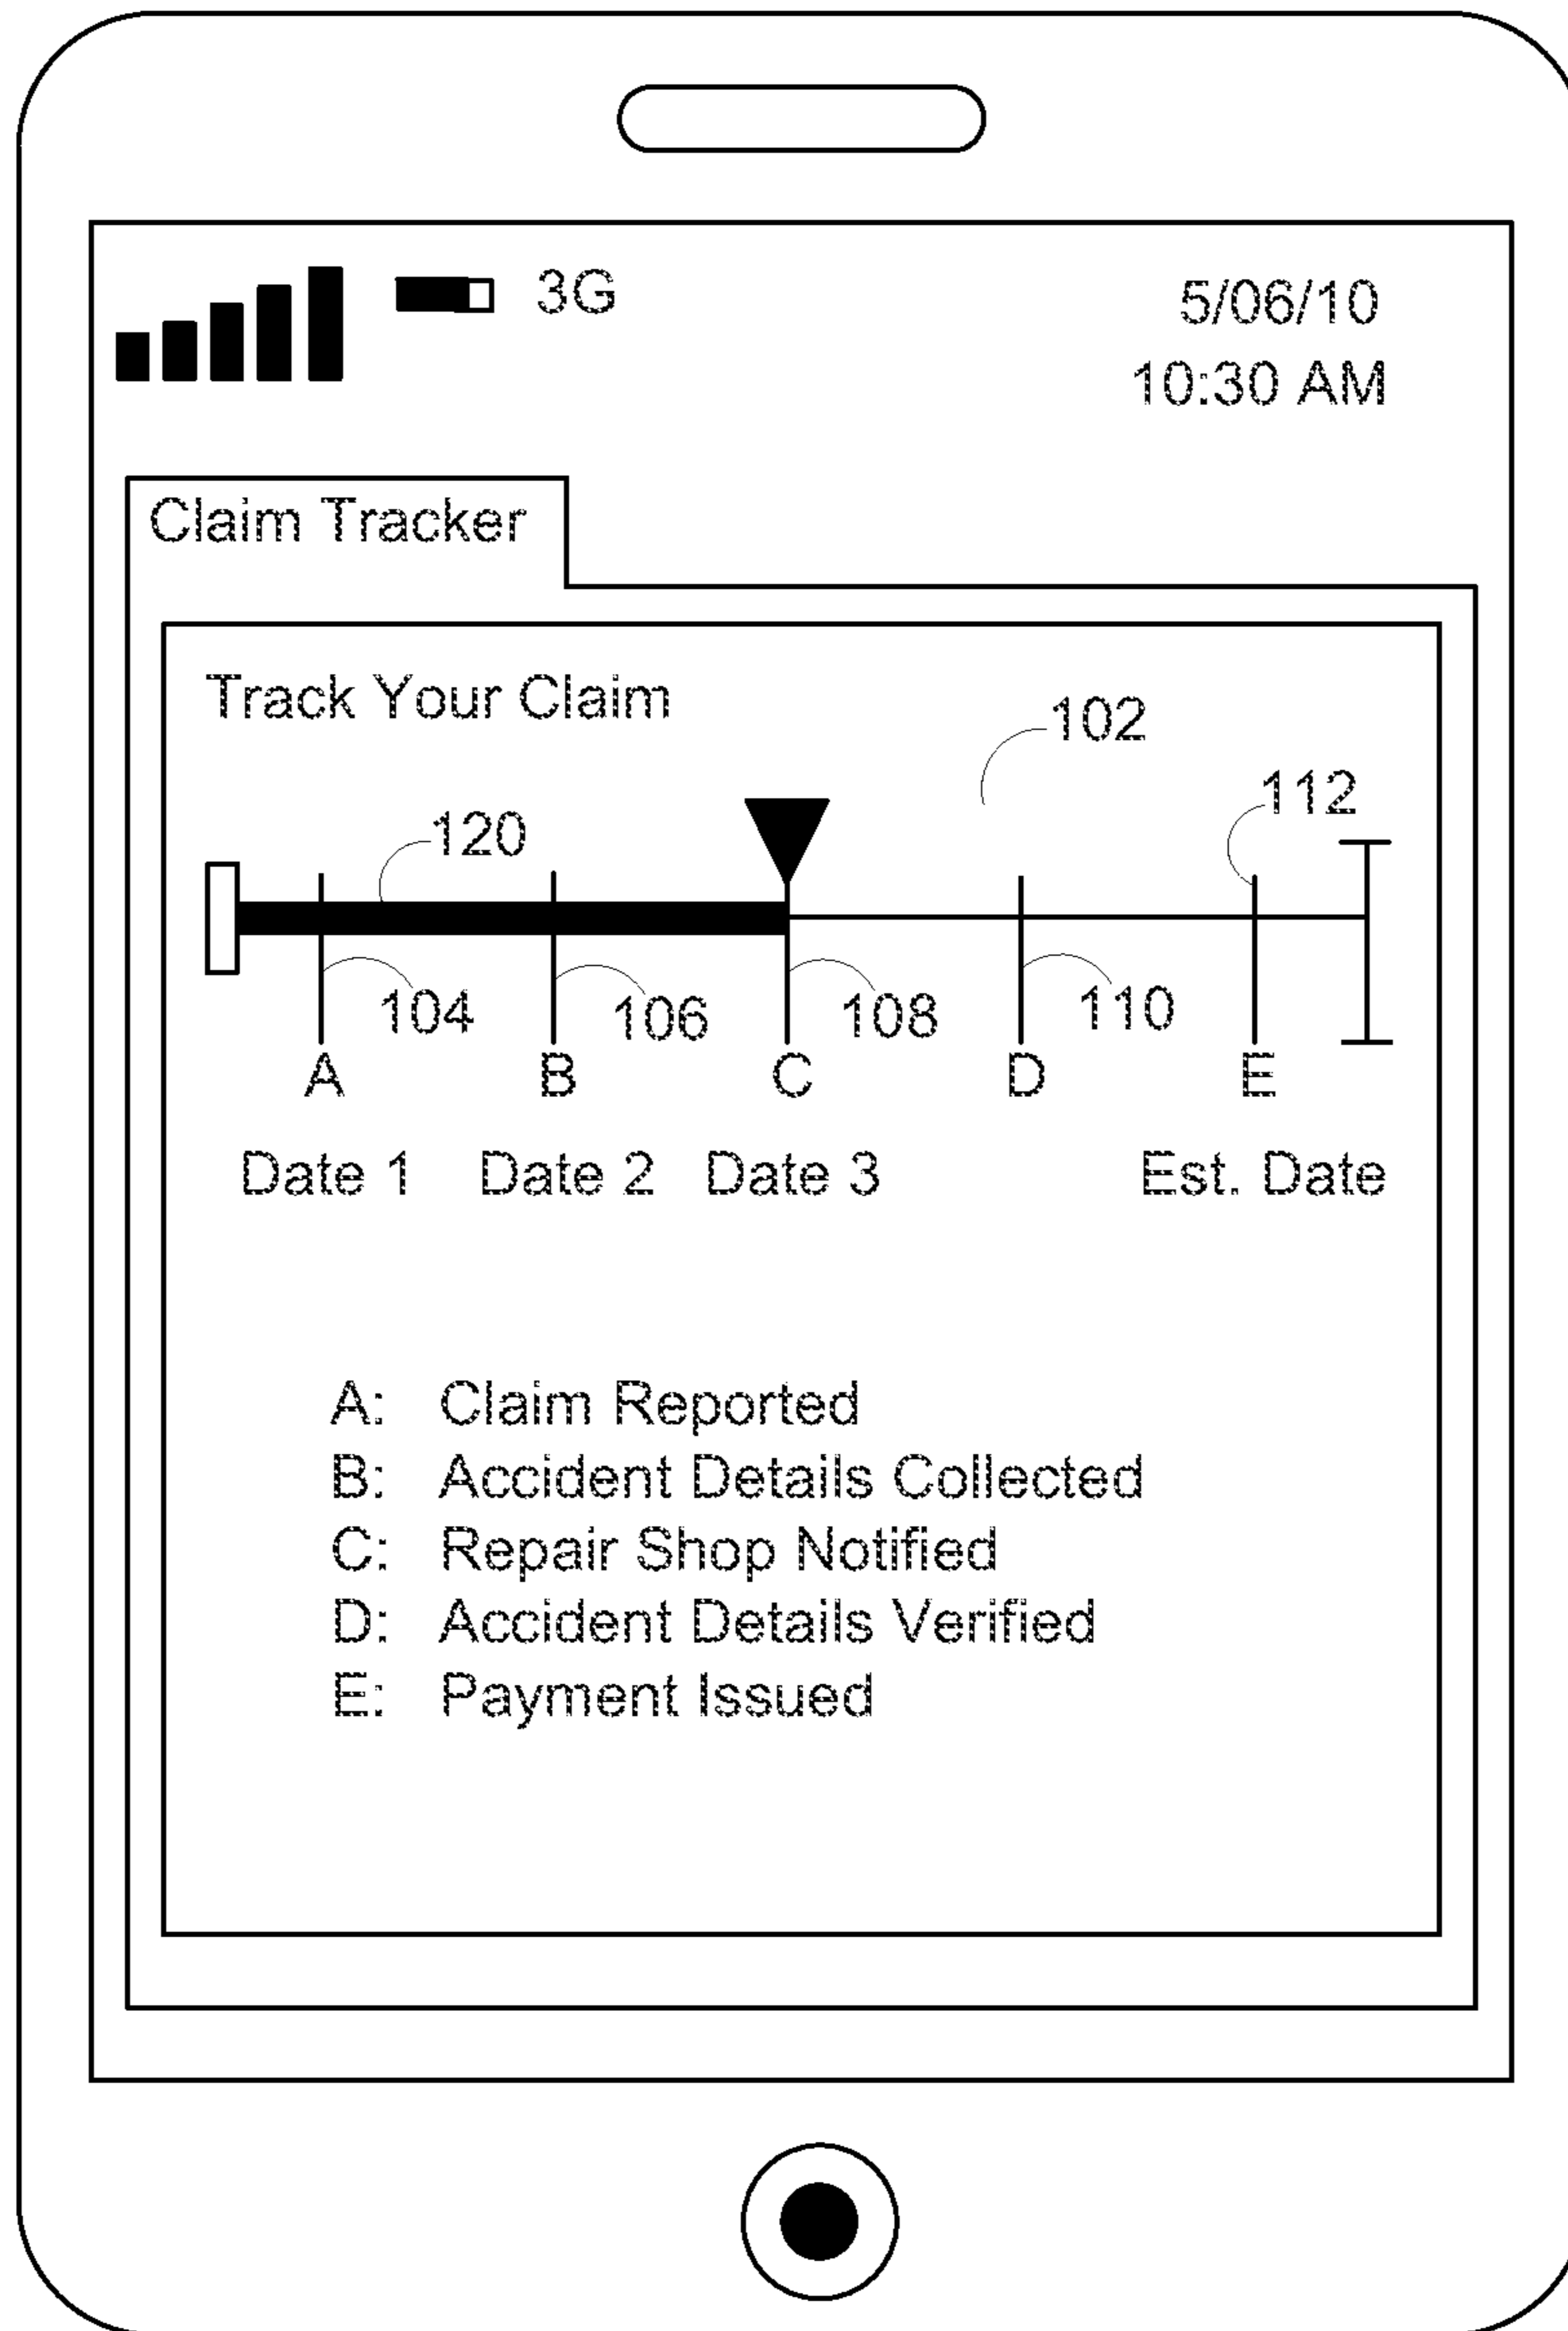 3G
5/06/10
10:30 AM
Claim Tracker
Track Your Claim
102
112
120
104 106 108 110
A B C D E
Date 1 Date 2 Date 3 Est. Date
A: Claim Reported
B: Accident Details Collected
C: Repair Shop Notified
D: Accident Details Verified
E: Payment Issued